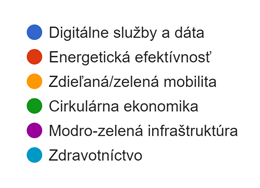 Digitálne služby a dáta
Energetická efektívnosť
Zdieľaná/zelená mobilita
Cirkulárna ekonomika
Modro-zelená infraštruktúra
Zdravotníctvo